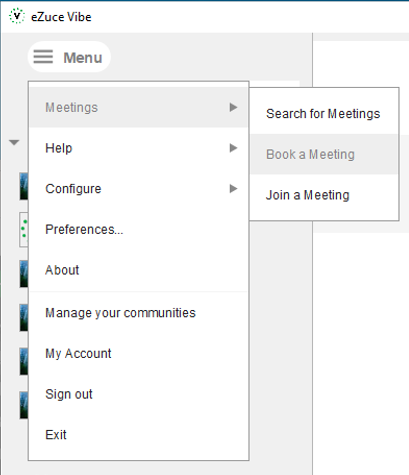 eZuce Vibe
Menu
Meetings
Help
Configure
Preferences...
About
Manage your communities
My Account
Sign out
Exit
Search for Meetings
Book a Meeting
Join a Meeting